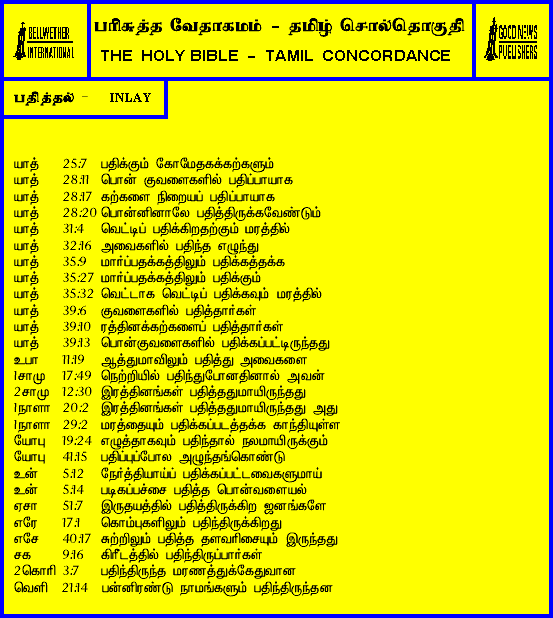 BELLWETHER INTERNATIONAL
பரிசுத்த வேதாகமம் - தமிழ் சொல்தொகுதி
THE HOLY BIBLE - TAMIL CONCORDANCE
GOOD NEWS PUBLISHERS
பதித்தல் - INLAY
யாத் 25:7 பதிக்கும் கோமேதகக்கற்களும்
யாத் 28:11 பொன் குவளைகளில் பதிப்பாயாக
யாத் 28:17 கற்களை நிறையப் பதிப்பாயாக
யாத் 28:20 பொன்னினாலே பதித்திருக்கவேண்டும்
யாத் 31:4 வெட்டிப் பதிக்கிறதற்கும் மரத்தில்
யாத் 32:16 அவைகளில் பதிந்த எழுந்து
யாத் 35:9 மார்ப்பதக்கத்திலும் பதிக்கத்தக்க
யாத் 35:27 மார்ப்பதக்கத்திலும் பதிக்கும்
யாத் 35:32 வெட்டாக வெட்டிப் பதிக்கவும் மரத்தில்
யாத் 39:6 குவளைகளில் பதித்தார்கள்
யாத் 39:10 ரத்தினக்கற்களைப் பதித்தார்கள்
யாத் 39:13 பொன்குவளைகளில் பதிக்கப்பட்டிருந்தது
உபா 11:19 ஆத்துமாவிலும் பதித்து அவைகளை
1சாமு 17:49 நெற்றியில் பதிந்துபோனதினால் அவன்
2சாமு 12:30 இரத்தினங்கள் பதித்ததுமாயிருந்தது
1நாளா 20:2 இரத்தினங்கள் பதித்ததுமாயிருந்தது அது
1நாளா 29:2 மரத்தையும் பதிக்கப்படத்தக்க காந்தியுள்ள
யோபு 19:24 எழுத்தாகவும் பதிந்தால் நலமாயிருக்கும்
யோபு 41:15 பதிப்புப்போல அழுந்தங்கொண்டு
உன் 5:12 நேர்த்தியாய்ப் பதிக்கப்பட்டவைகளுமாய்
உன் 5:14 படிகப்பச்சை பதித்த பொன்வளையல்
ஏசா 51:7 இருதயத்தில் பதித்திருக்கிற ஜனங்களே
எரே 17:1 கொம்புகளிலும் பதிந்திருக்கிறது
எசே 40:17 சுற்றிலும் பதித்த தளவரிசையும் இருந்தது
சக 9:16 கிரீடத்தில் பதிந்திருப்பார்கள்
2கொரி 3:7 பதிந்திருந்த மரணத்துக்கேதுவான
வெளி 21:14 பன்னிரண்டு நாமங்களும் பதிந்திருந்தன